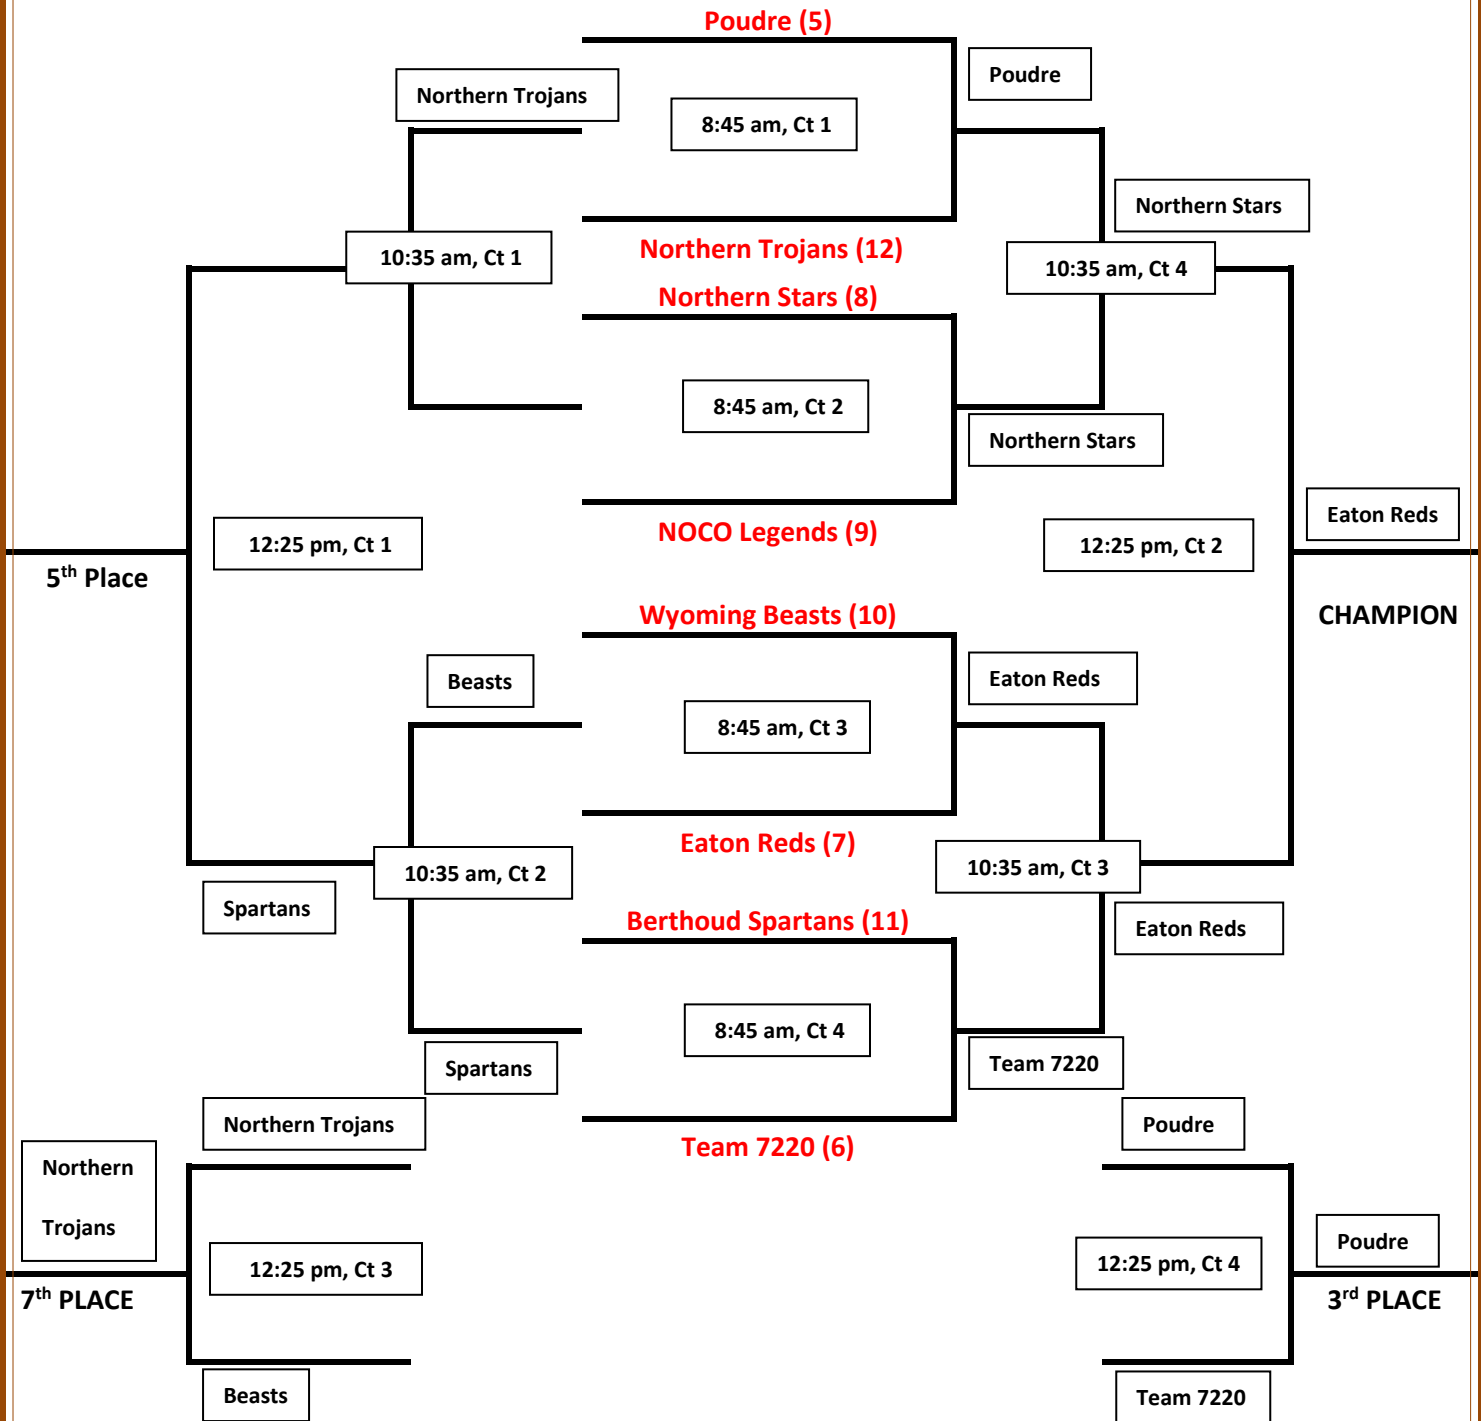 Poudre (5)
Poudre
Northern Trojans
8:45 am, Ct 1
Northern Stars
Northern Trojans (12)
10:35 am, Ct 1
10:35 am, Ct 4
Northern Stars (8)
8:45 am, Ct 2
Northern Stars
NOCO Legends (9)
Eaton Reds
12:25 pm, Ct 1
12:25 pm, Ct 2
5th Place
Wyoming Beasts (10)
CHAMPION
Beasts
Eaton Reds
8:45 am, Ct 3
Eaton Reds (7)
10:35 am, Ct 2
10:35 am, Ct 3
Spartans
Berthoud Spartans (11)
Eaton Reds
8:45 am, Ct 4
Spartans
Team 7220
Northern Trojans
Poudre
Team 7220 (6)
Northern
Trojans
Poudre
12:25 pm, Ct 3
12:25 pm, Ct 4
7th PLACE
3rd PLACE
Beasts
Team 7220